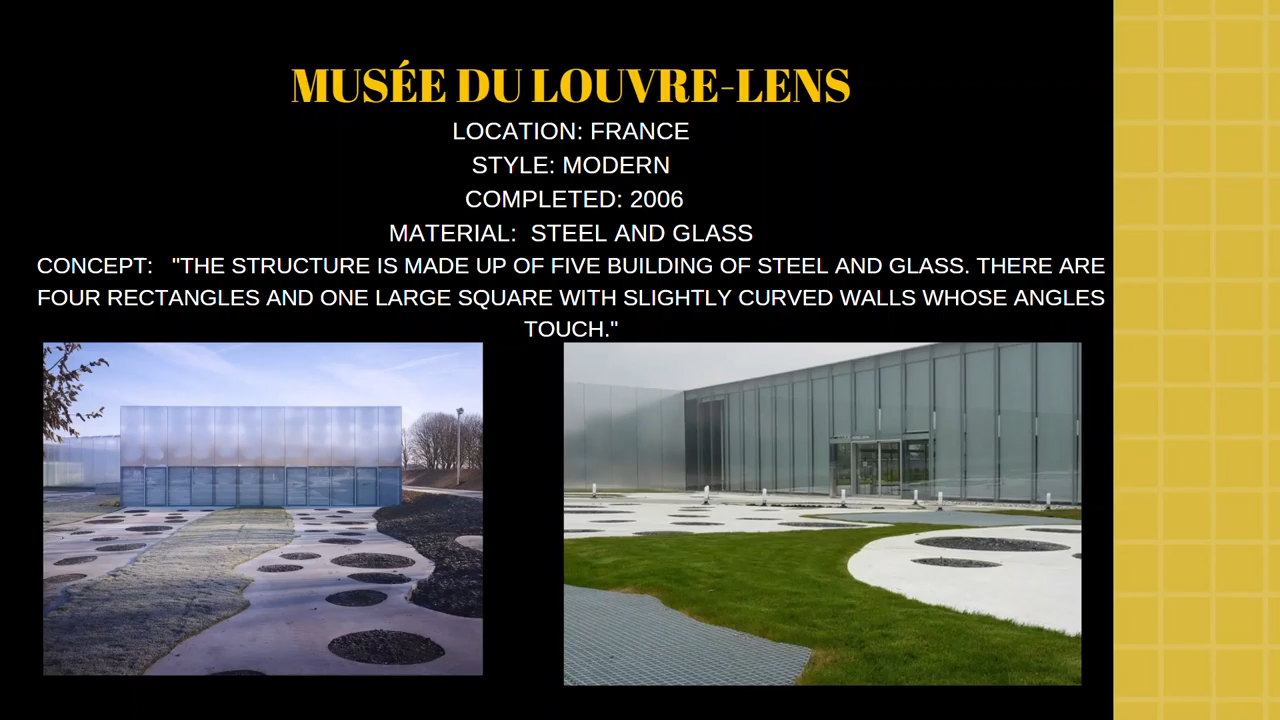 MUSÉE DU LOUVRE-LENS
LOCATION: FRANCE
STYLE: MODERN
COMPLETED: 2006
MATERIAL:  STEEL AND GLASS
CONCEPT:   "THE STRUCTURE IS MADE UP OF FIVE BUILDING OF STEEL AND GLASS. THERE ARE
FOUR RECTANGLES AND ONE LARGE SQUARE WITH SLIGHTLY CURVED WALLS WHOSE ANGLES
TOUCH."